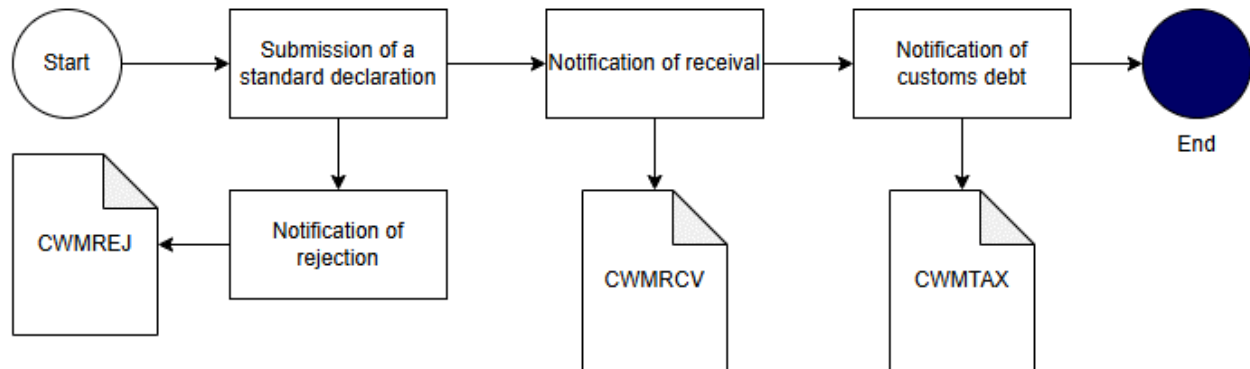 Start
Submission of a
standard declaration
Notification of receival
Notification of
customs debt
End
CWMREJ
Notification of
rejection
CWMRCV
CWMTAX